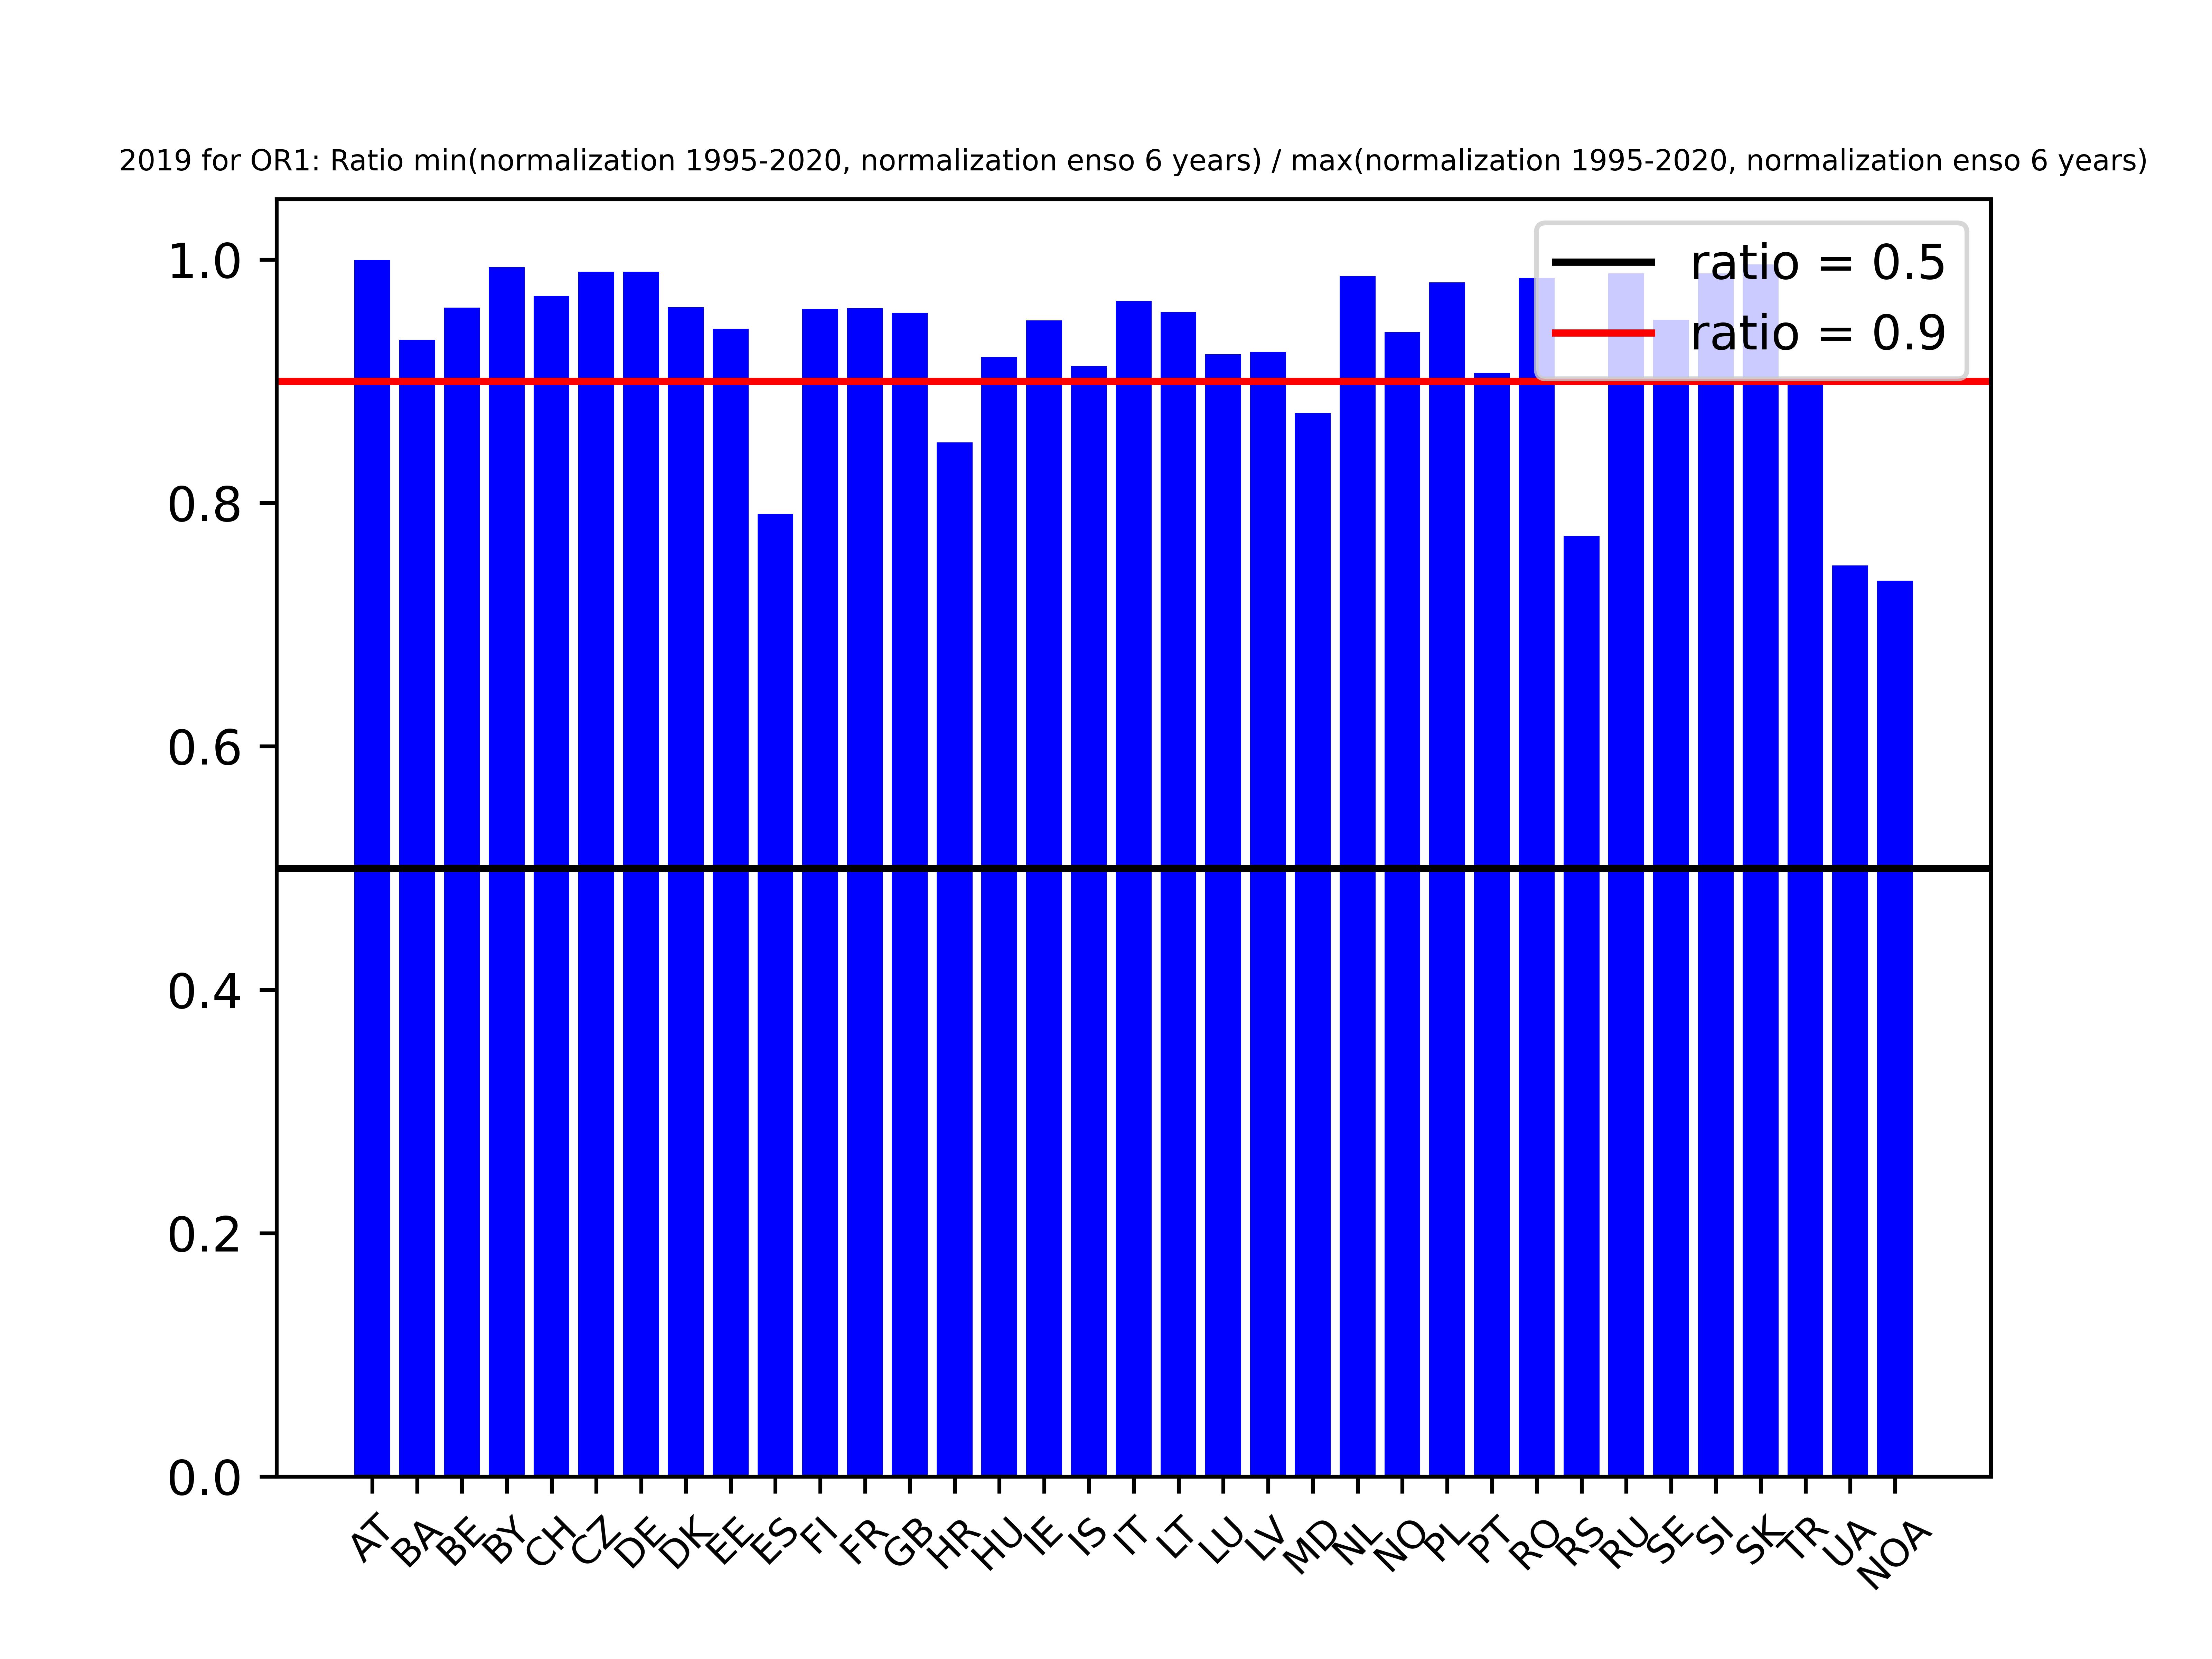 2019 for OR1: Ratio min(normalization 1995-2020, normalization enso 6 years) / max(normalization 1995-2020, normalization enso 6 years)
ratio = 0.5
ratio = 0.9
1.0
0.8
0.6
0.4
0.2
0.0
AT BA BE BY CH CZ DE DK EE ES FI FR GB HR HU IE IS IT LT LU LV MD NL NO PL PT RO RS RU SE SI SK TR UA NOA